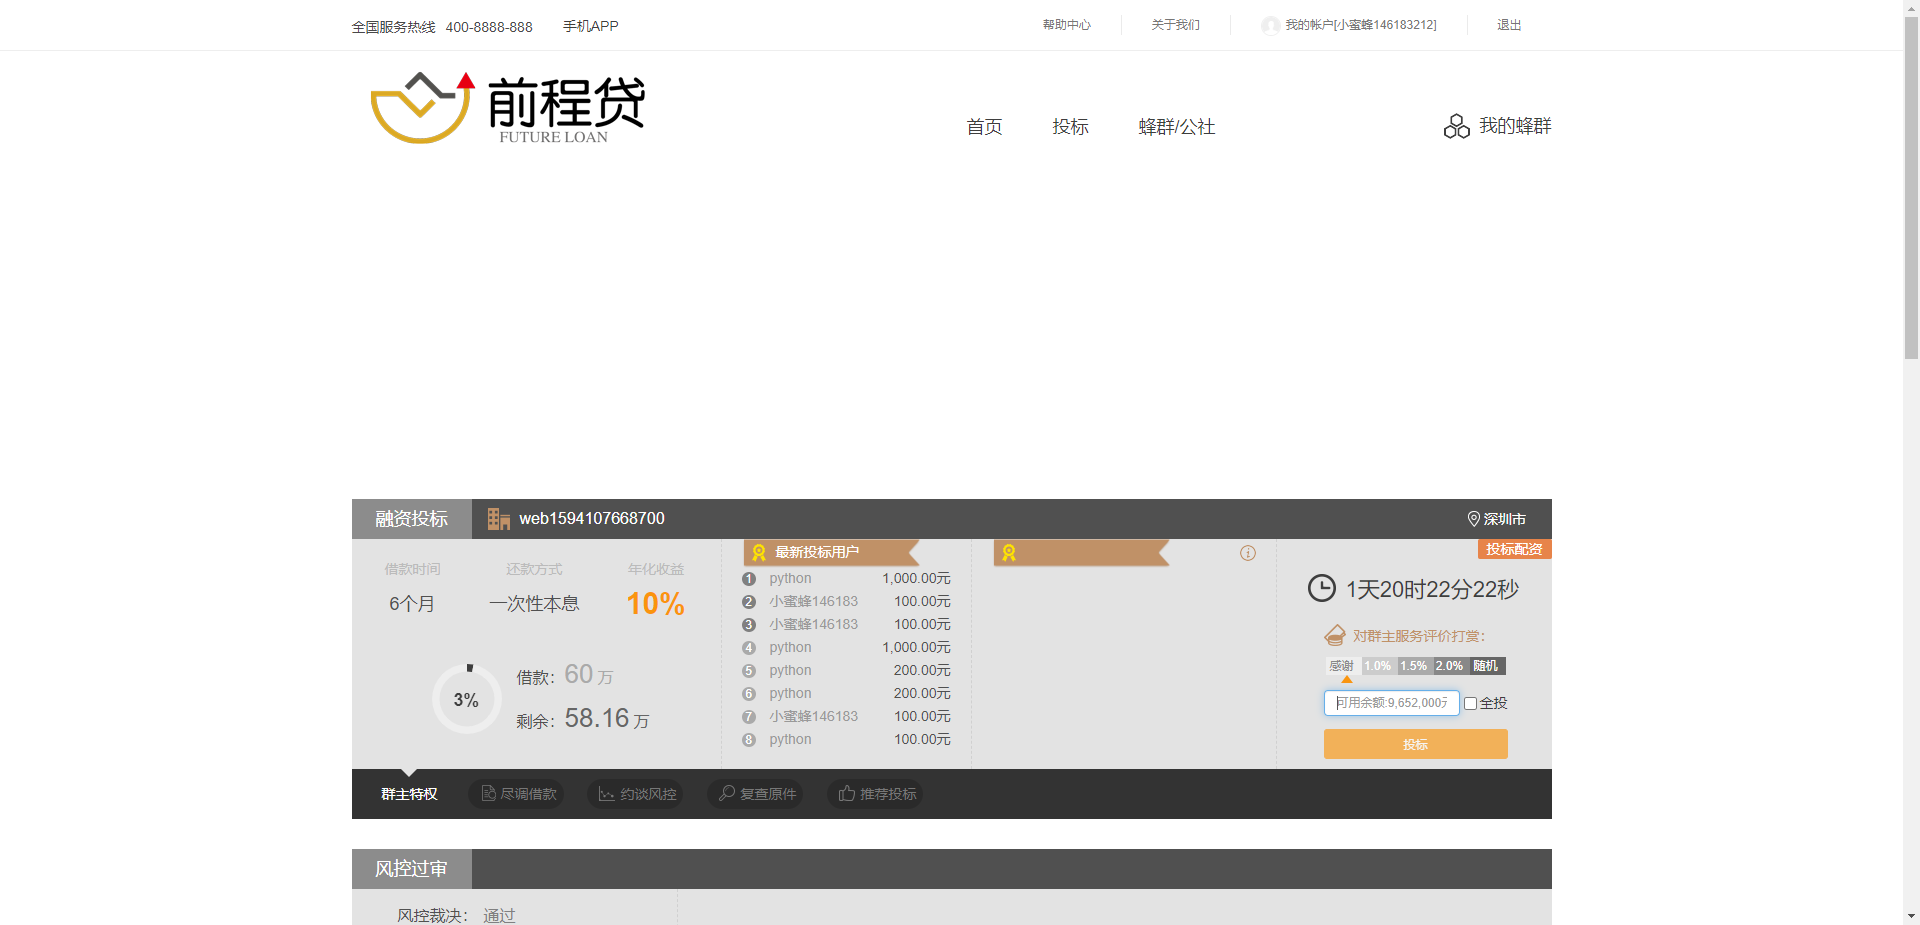 全国服务热线 400-8888-888 手机APP 帮助中心 关于我们 我的帐户[小蜜蜂146183212] 退出
前程贷
FUTURE LOAN
首页 投标 蜂群/公社 我的蜂群
融资投标 web1594107668700 深圳市
借款时间 还款方式 年化收益
6个月 一次性本息 10%
3%
借款: 60 万
剩余: 58.16 万
最新投标用户
1 python 1,000.00元
2 小蜜蜂146183 100.00元
3 小蜜蜂146183 100.00元
4 python 1,000.00元
5 python 200.00元
6 python 200.00元
7 小蜜蜂146183 100.00元
8 python 100.00元
投标配资
1天20时22分22秒
对群主服务评价打赏:
感谢 1.0% 1.5% 2.0% 随机
可用余额:9,652,000 全投
投标
群主特权 尽调借款 约谈风控 复查原件 推荐投标
风控过审
风控裁决: 通过